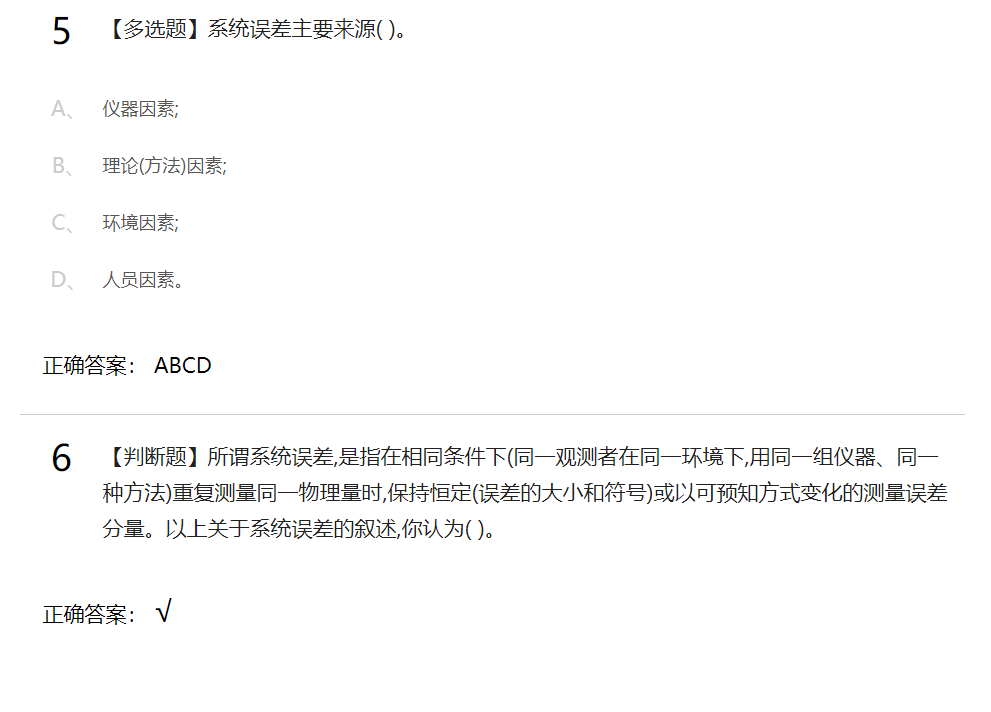 5 【多选题】系统误差主要来源( )。
A、 仪器因素;
B、 理论(方法)因素;
C、 环境因素;
D、 人员因素。
正确答案： ABCD
6 【判断题】所谓系统误差,是指在相同条件下(同一观测者在同一环境下,用同一组仪器、同一
种方法)重复测量同一物理量时,保持恒定(误差的大小和符号)或以可预知方式变化的测量误差
分量。以上关于系统误差的叙述,你认为( )。
正确答案： √